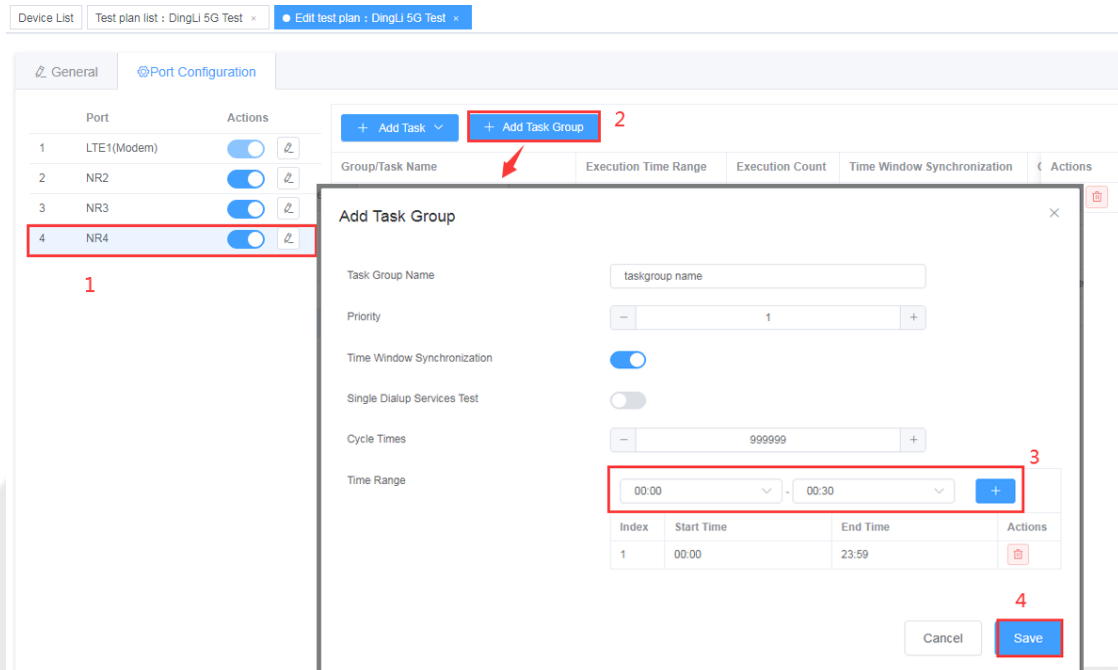 Device List Test plan list : DingLi 5G Test × Edit test plan : DingLi 5G Test ×
General Port Configuration
Port Actions
1 LTE1(Modem)
2 NR2
3 NR3
4 NR4
1
+ Add Task + Add Task Group 2
Group/Task Name Execution Time Range Execution Count Time Window Synchronization Actions
Add Task Group ×
Task Group Name taskgroup name
Priority − 1 +
Time Window Synchronization
Single Dialup Services Test
Cycle Times − 999999 +
3
Time Range 00:00 - 00:30 +
Index Start Time End Time Actions
1 00:00 23:59
4
Cancel Save